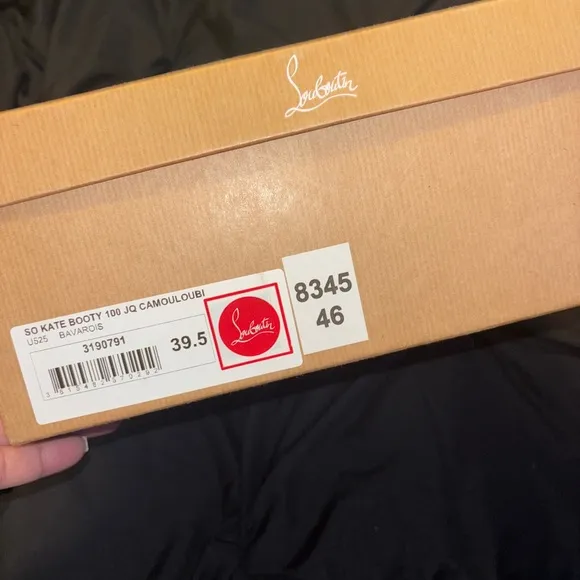 Louboutin
SO KATE BOOTY 100 JQ CAMOULOUBI
US25 BAVAROIS
3190791
39.5
Louboutin
8345
46